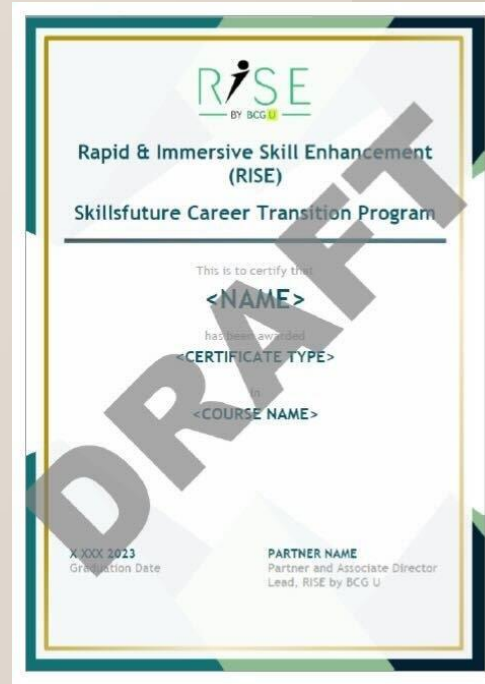 RISE
BY BCG U
Rapid & Immersive Skill Enhancement
(RISE)
Skillsfuture Career Transition Program
This is to certify that
<NAME>
has been awarded
<CERTIFICATE TYPE>
in
<COURSE NAME>
DRAFT
X XXX 2023
Graduation Date
PARTNER NAME
Partner and Associate Director
Lead, RISE by BCG U